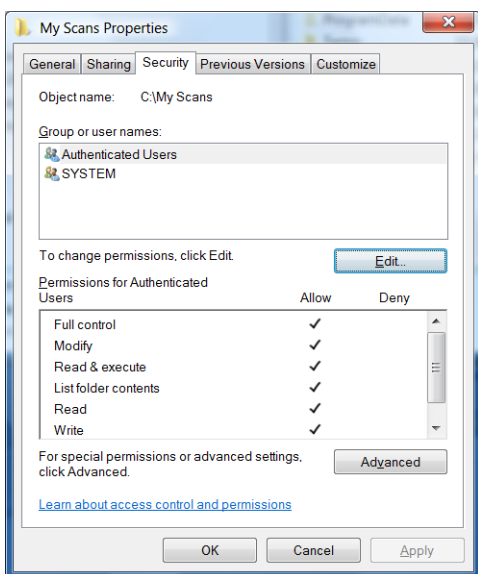 ProgramData
My Scans Properties
General Sharing Security Previous Versions Customize
Object name: C:\My Scans
Group or user names:
Authenticated Users
SYSTEM
To change permissions, click Edit.
Edit...
Permissions for Authenticated
Users Allow Deny
Full control
Modify
Read & execute
List folder contents
Read
Write
For special permissions or advanced settings,
click Advanced.
Advanced
Learn about access control and permissions
OK Cancel Apply